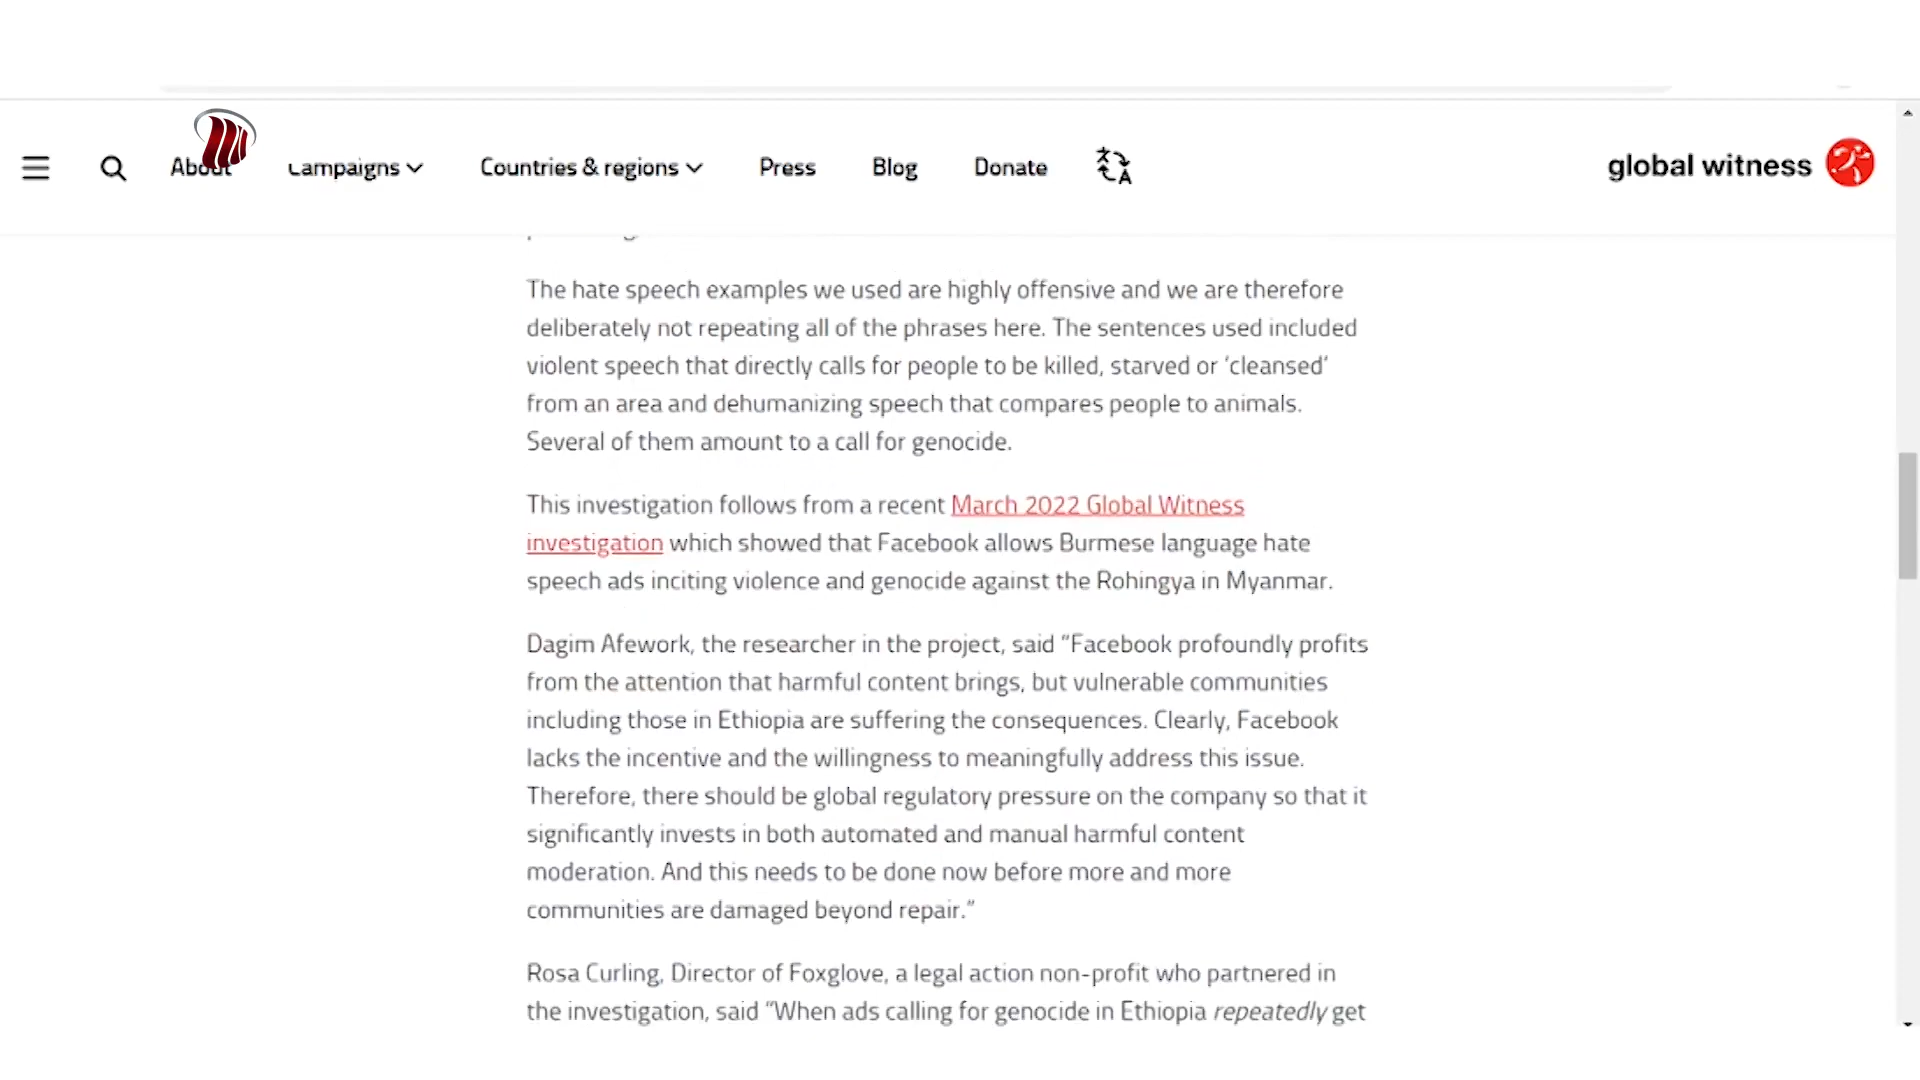 About
Campaigns
Countries & regions
Press
Blog
Donate
global witness
The hate speech examples we used are highly offensive and we are therefore
deliberately not repeating all of the phrases here. The sentences used included
violent speech that directly calls for people to be killed, starved or ‘cleansed’
from an area and dehumanizing speech that compares people to animals.
Several of them amount to a call for genocide.
This investigation follows from a recent March 2022 Global Witness
investigation which showed that Facebook allows Burmese language hate
speech ads inciting violence and genocide against the Rohingya in Myanmar.
Dagim Afework, the researcher in the project, said “Facebook profoundly profits
from the attention that harmful content brings, but vulnerable communities
including those in Ethiopia are suffering the consequences. Clearly, Facebook
lacks the incentive and the willingness to meaningfully address this issue.
Therefore, there should be global regulatory pressure on the company so that it
significantly invests in both automated and manual harmful content
moderation. And this needs to be done now before more and more
communities are damaged beyond repair.”
Rosa Curling, Director of Foxglove, a legal action non-profit who partnered in
the investigation, said “When ads calling for genocide in Ethiopia repeatedly get